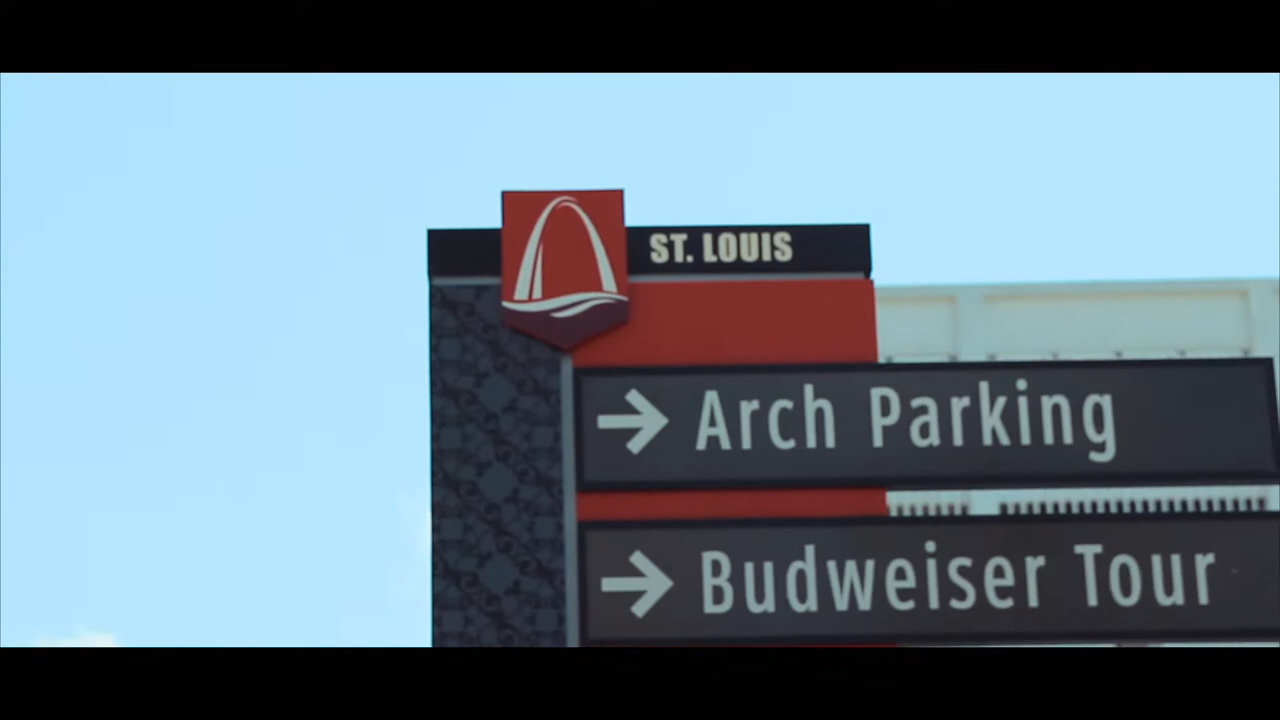 ST. LOUIS
→ Arch Parking
→ Budweiser Tour